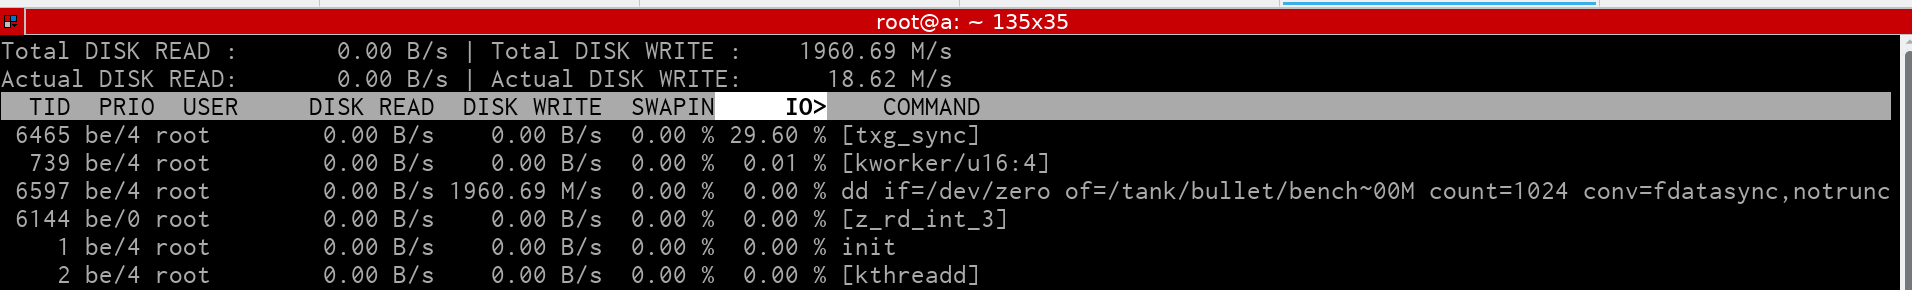 root@a: ~ 135x35
Total DISK READ :       0.00 B/s | Total DISK WRITE :    1960.69 M/s
Actual DISK READ:       0.00 B/s | Actual DISK WRITE:      18.62 M/s
  TID  PRIO  USER     DISK READ  DISK WRITE  SWAPIN     IO>    COMMAND
 6465 be/4 root        0.00 B/s    0.00 B/s  0.00 % 29.60 % [txg_sync]
  739 be/4 root        0.00 B/s    0.00 B/s  0.00 %  0.01 % [kworker/u16:4]
 6597 be/4 root        0.00 B/s 1960.69 M/s  0.00 %  0.00 % dd if=/dev/zero of=/tank/bullet/bench~00M count=1024 conv=fdatasync,notrunc
 6144 be/0 root        0.00 B/s    0.00 B/s  0.00 %  0.00 % [z_rd_int_3]
    1 be/4 root        0.00 B/s    0.00 B/s  0.00 %  0.00 % init
    2 be/4 root        0.00 B/s    0.00 B/s  0.00 %  0.00 % [kthreadd]